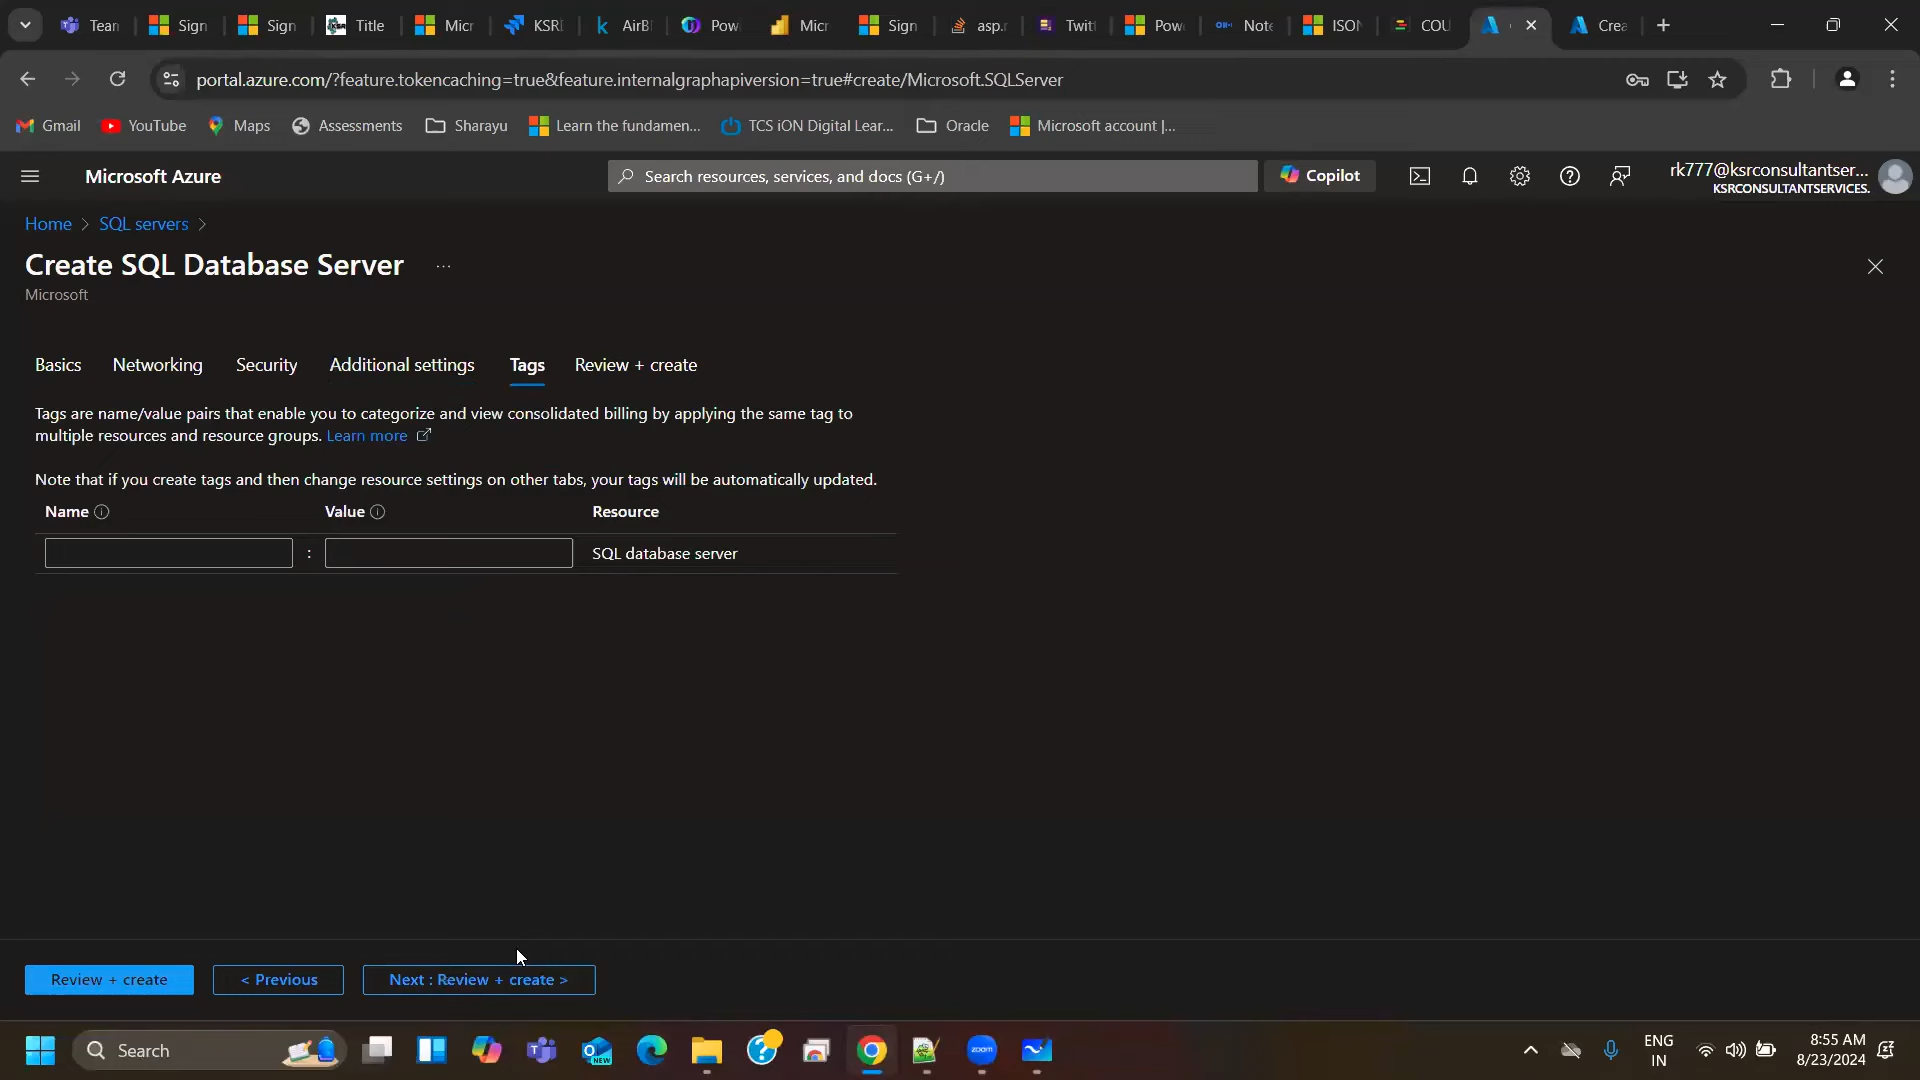 Tean
Sign
Sign
Title
Micr
KSRI
AirBI
Pow
Micr
Sign
asp.r
Twitt
Pow
Note
ISON
COU
Crea
portal.azure.com/?feature.tokencaching=true&feature.internalgraphapiversion=true#create/Microsoft.SQLServer
Gmail
YouTube
Maps
Assessments
Sharayu
Learn the fundamen...
TCS iON Digital Lear...
Oracle
Microsoft account |...
Microsoft Azure
Search resources, services, and docs (G+/)
Copilot
rk777@ksrconsultantser...
KSRCONSULTANTSERVICES.
Home > SQL servers >
Create SQL Database Server ...
Microsoft
Basics
Networking
Security
Additional settings
Tags
Review + create
Tags are name/value pairs that enable you to categorize and view consolidated billing by applying the same tag to
multiple resources and resource groups. Learn more
Note that if you create tags and then change resource settings on other tabs, your tags will be automatically updated.
Name
Value
Resource
:
SQL database server
Review + create
< Previous
Next : Review + create >
Search
NEW
zoom
ENG
IN
8:55 AM
8/23/2024